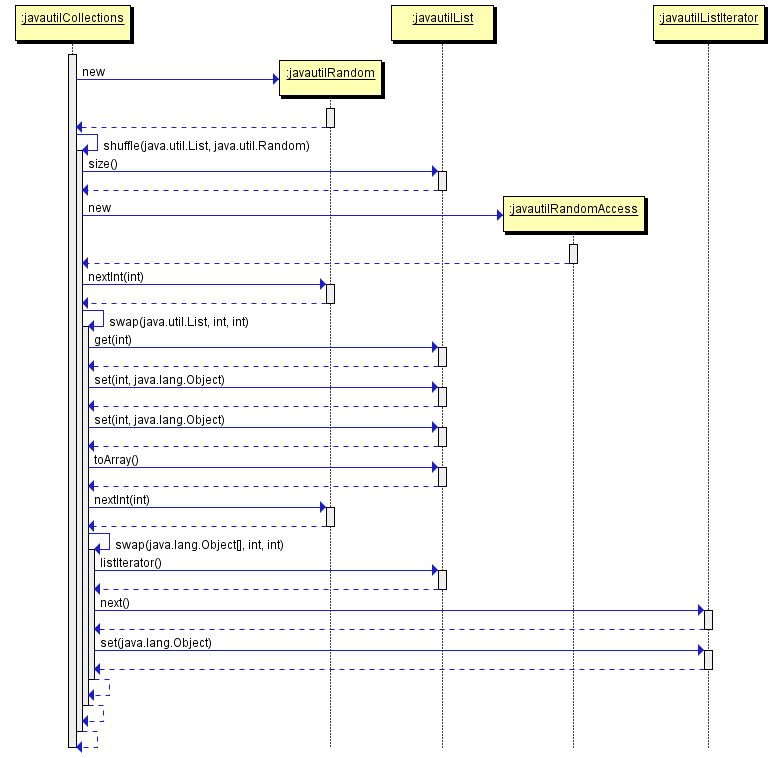 :javautilCollections
:javautilList
:javautilListIterator
new
:javautilRandom
shuffle(java.util.List, java.util.Random)
size()
new
:javautilRandomAccess
nextInt(int)
swap(java.util.List, int, int)
get(int)
set(int, java.lang.Object)
set(int, java.lang.Object)
toArray()
nextInt(int)
swap(java.lang.Object[], int, int)
listIterator()
next()
set(java.lang.Object)